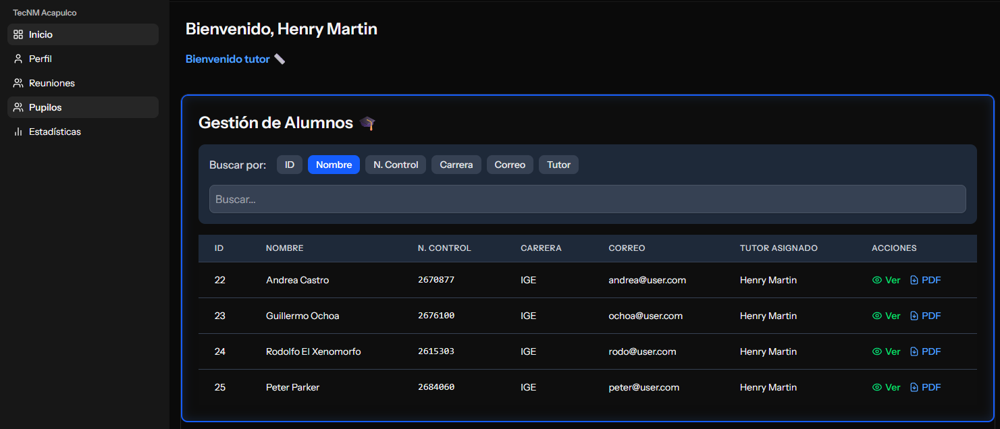 TecNM Acapulco
Inicio
Perfil
Reuniones
Pupilos
Estadísticas
Bienvenido, Henry Martin
Bienvenido tutor
Gestión de Alumnos
Buscar por: ID Nombre N. Control Carrera Correo Tutor
Buscar...
ID NOMBRE N. CONTROL CARRERA CORREO TUTOR ASIGNADO ACCIONES
22 Andrea Castro 2670877 IGE andrea@user.com Henry Martin Ver PDF
23 Guillermo Ochoa 2676100 IGE ochoa@user.com Henry Martin Ver PDF
24 Rodolfo El Xenomorfo 2615303 IGE rodo@user.com Henry Martin Ver PDF
25 Peter Parker 2684060 IGE peter@user.com Henry Martin Ver PDF